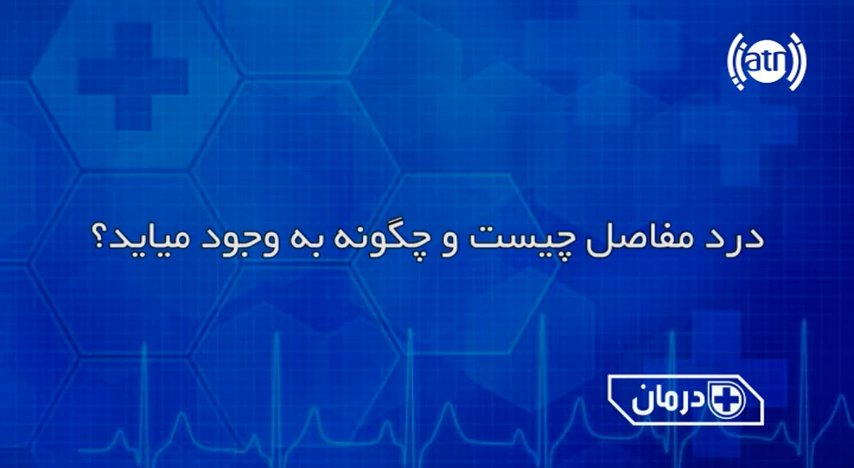 atn
درد مفاصل چیست و چگونه به وجود میاید؟
درمان